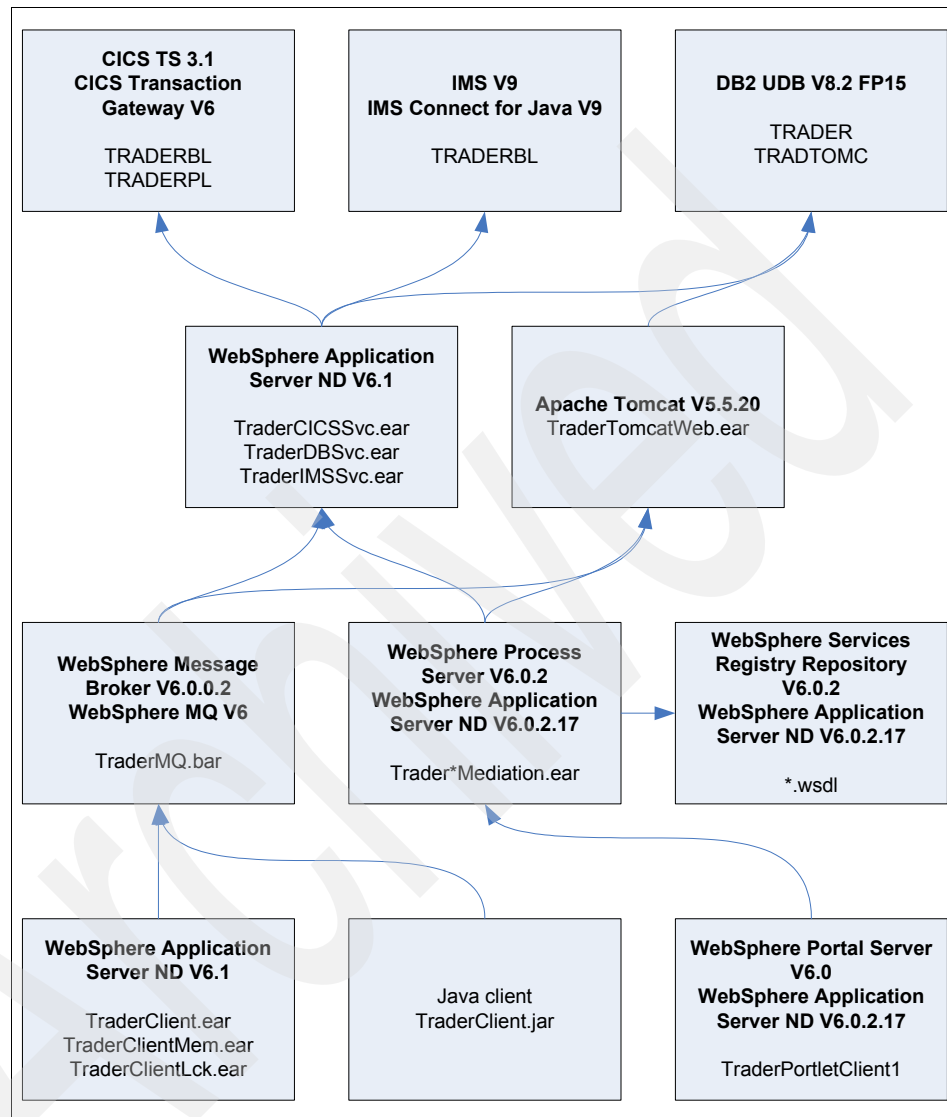 CICS TS 3.1
CICS Transaction
Gateway V6
TRADERBL
TRADERPL
IMS V9
IMS Connect for Java V9
TRADERBL
DB2 UDB V8.2 FP15
TRADER
TRADTOMC
WebSphere Application
Server ND V6.1
TraderCICSSvc.ear
TraderDBSvc.ear
TraderIMSSvc.ear
Apache Tomcat V5.5.20
TraderTomcatWeb.ear
WebSphere Message
Broker V6.0.0.2
WebSphere MQ V6
TraderMQ.bar
WebSphere Process
Server V6.0.2
WebSphere Application
Server ND V6.0.2.17
Trader*Mediation.ear
WebSphere Services
Registry Repository
V6.0.2
WebSphere Application
Server ND V6.0.2.17
*.wsdl
WebSphere Application
Server ND V6.1
TraderClient.ear
TraderClientMem.ear
TraderClientLck.ear
Java client
TraderClient.jar
WebSphere Portal Server
V6.0
WebSphere Application
Server ND V6.0.2.17
TraderPortletClient1
Archived